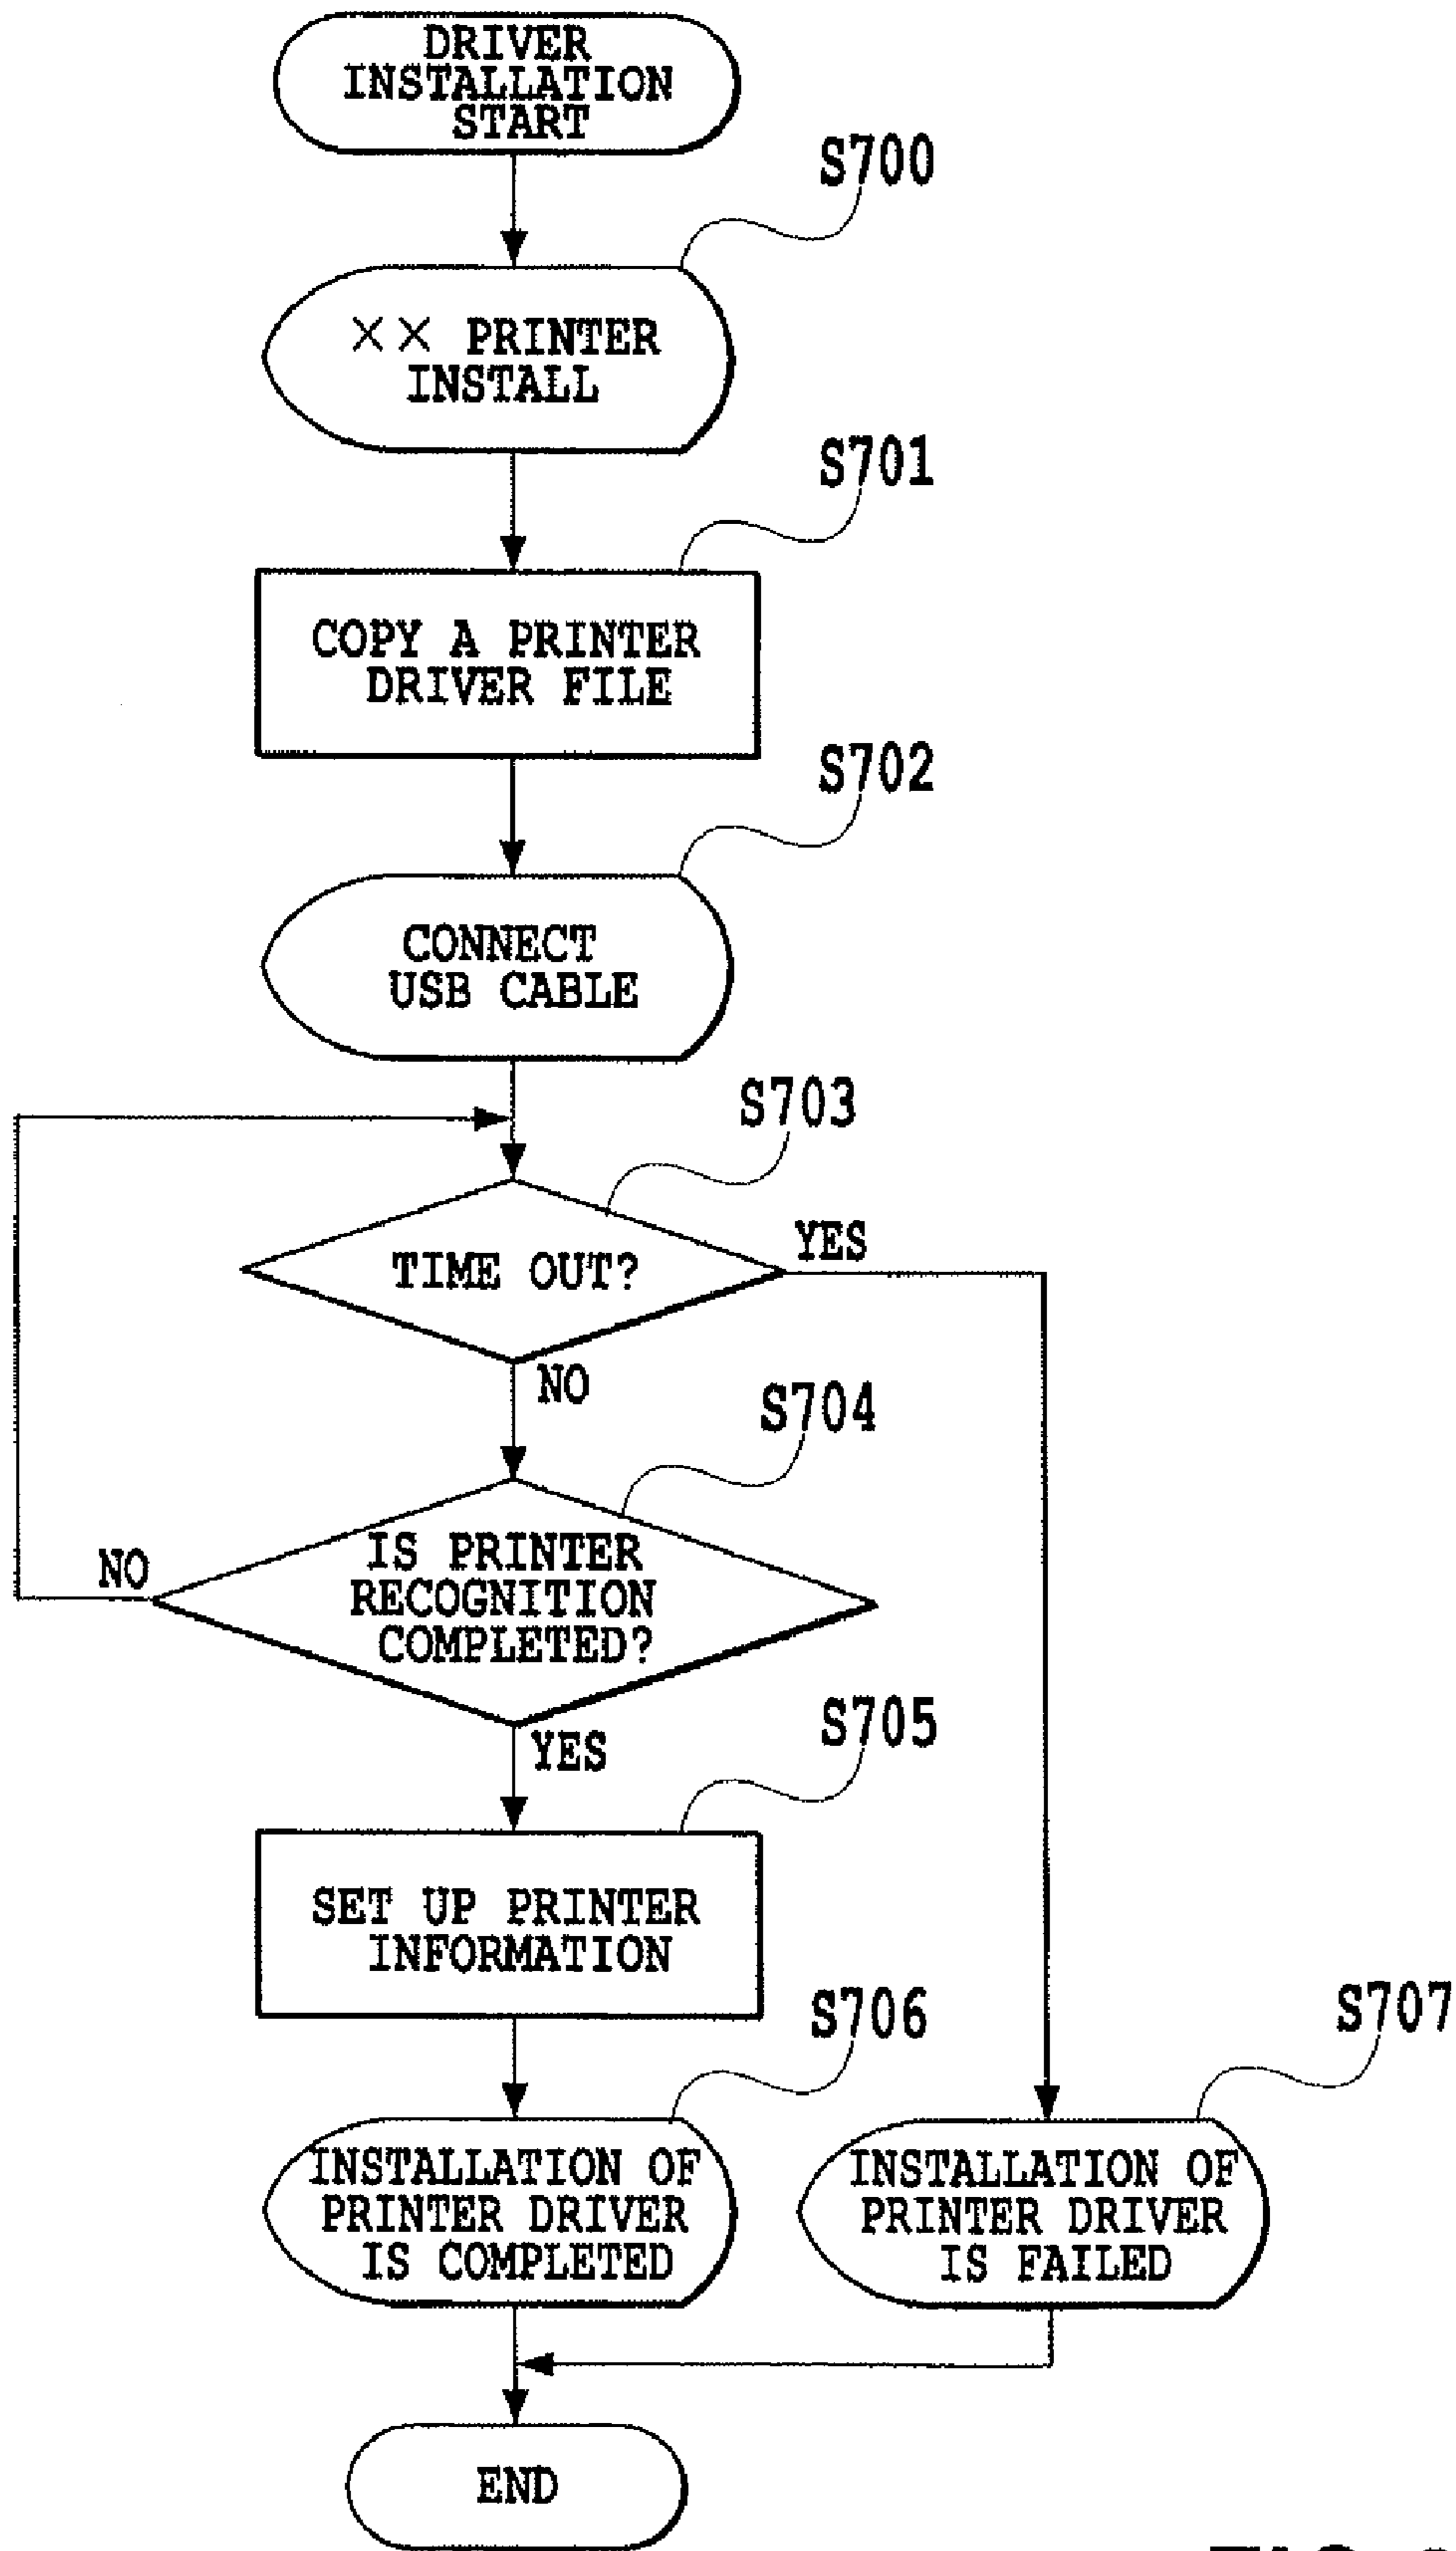 DRIVER
INSTALLATION
START
S700
×× PRINTER
INSTALL
S701
COPY A PRINTER
DRIVER FILE
S702
CONNECT
USB CABLE
S703
TIME OUT?
YES
NO
S704
IS PRINTER
RECOGNITION
COMPLETED?
NO
YES
S705
SET UP PRINTER
INFORMATION
S706
S707
INSTALLATION OF
PRINTER DRIVER
IS COMPLETED
INSTALLATION OF
PRINTER DRIVER
IS FAILED
END